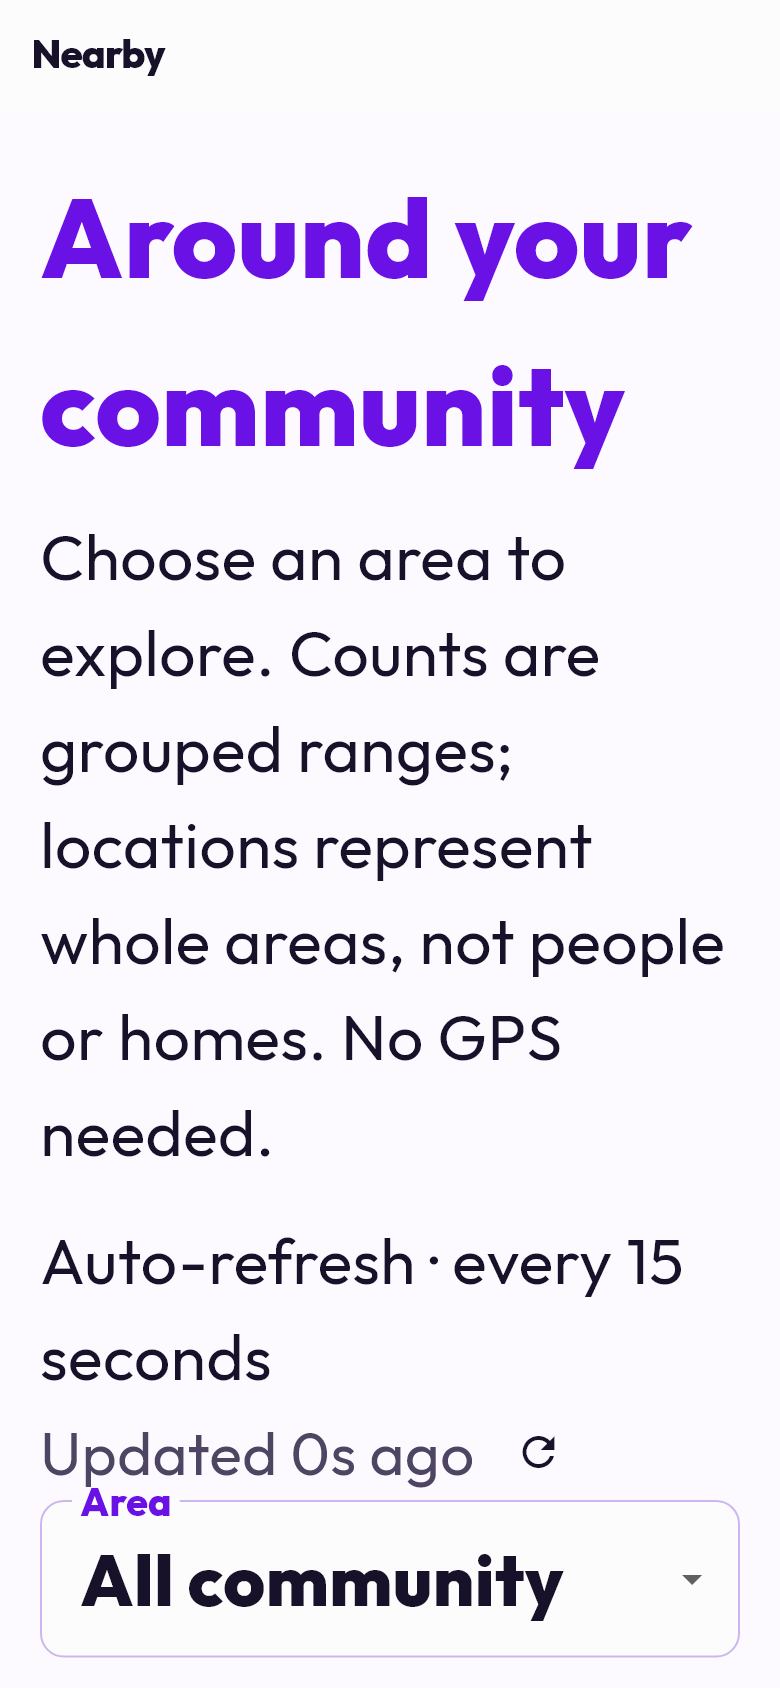 Nearby
Around your
community
Choose an area to
explore. Counts are
grouped ranges;
locations represent
whole areas, not people
or homes. No GPS
needed.
Auto-refresh · every 15
seconds
Updated 0s ago
Area
All community